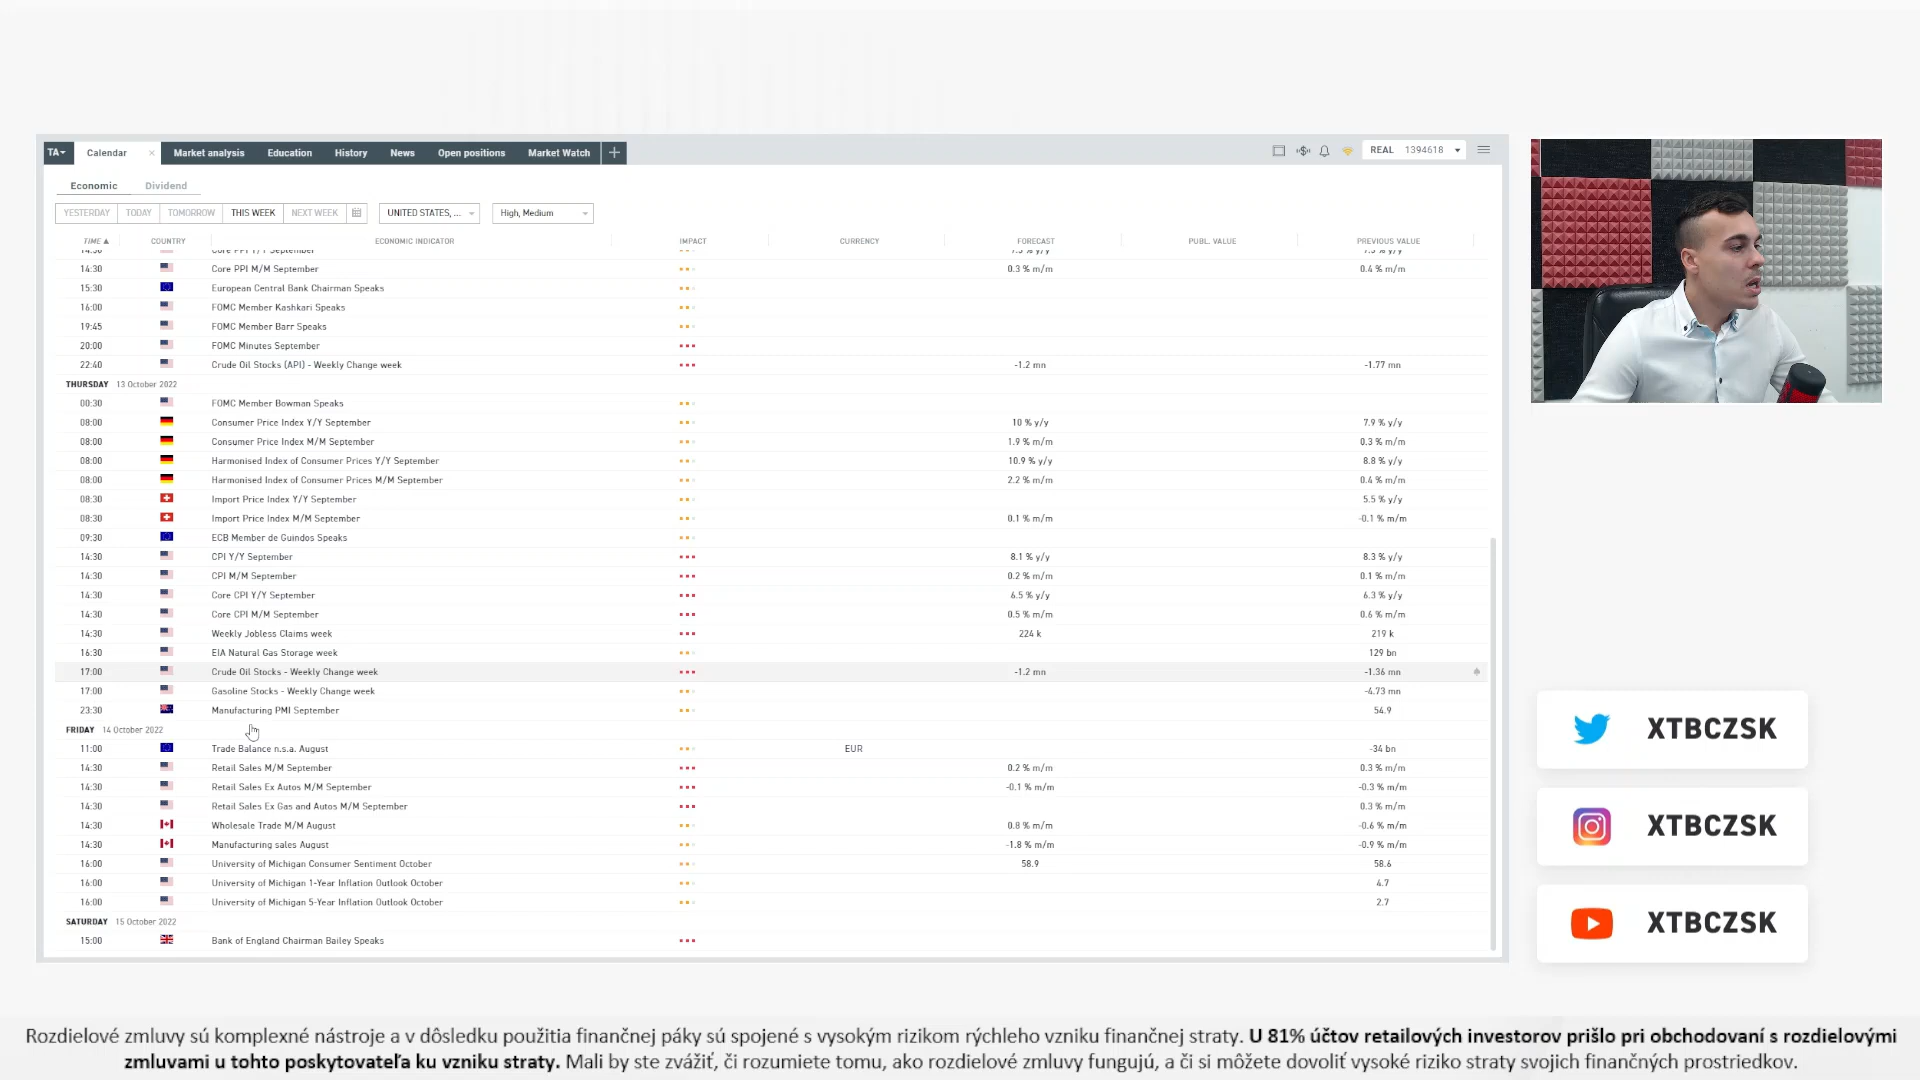 TA
Calendar × Market analysis Education History News Open positions Market Watch
REAL 1394618
Economic Dividend
YESTERDAY TODAY TOMORROW THIS WEEK NEXT WEEK UNITED STATES, ... High, Medium
TIME ▲ COUNTRY ECONOMIC INDICATOR IMPACT CURRENCY FORECAST PUBL. VALUE PREVIOUS VALUE
14:30 Core PPI M/M September 0.3 % m/m 0.4 % m/m
15:30 European Central Bank Chairman Speaks
16:00 FOMC Member Kashkari Speaks
19:45 FOMC Member Barr Speaks
20:00 FOMC Minutes September
22:40 Crude Oil Stocks (API) - Weekly Change week -1.2 mn -1.77 mn
THURSDAY 13 October 2022
00:30 FOMC Member Bowman Speaks
08:00 Consumer Price Index Y/Y September 10 % y/y 7.9 % y/y
08:00 Consumer Price Index M/M September 1.9 % m/m 0.3 % m/m
08:00 Harmonised Index of Consumer Prices Y/Y September 10.9 % y/y 8.8 % y/y
08:00 Harmonised Index of Consumer Prices M/M September 2.2 % m/m 0.4 % m/m
08:30 Import Price Index Y/Y September 5.5 % y/y
08:30 Import Price Index M/M September 0.1 % m/m -0.1 % m/m
09:30 ECB Member de Guindos Speaks
14:30 CPI Y/Y September 8.1 % y/y 8.3 % y/y
14:30 CPI M/M September 0.2 % m/m 0.1 % m/m
14:30 Core CPI Y/Y September 6.5 % y/y 6.3 % y/y
14:30 Core CPI M/M September 0.5 % m/m 0.6 % m/m
14:30 Weekly Jobless Claims week 224 k 219 k
16:30 EIA Natural Gas Storage week 129 bn
17:00 Crude Oil Stocks - Weekly Change week -1.2 mn -1.36 mn
17:00 Gasoline Stocks - Weekly Change week -4.73 mn
23:30 Manufacturing PMI September 54.9
FRIDAY 14 October 2022
11:00 Trade Balance n.s.a. August EUR -34 bn
14:30 Retail Sales M/M September 0.2 % m/m 0.3 % m/m
14:30 Retail Sales Ex Autos M/M September -0.1 % m/m -0.3 % m/m
14:30 Retail Sales Ex Gas and Autos M/M September 0.3 % m/m
14:30 Wholesale Trade M/M August 0.8 % m/m -0.6 % m/m
14:30 Manufacturing sales August -1.8 % m/m -0.9 % m/m
16:00 University of Michigan Consumer Sentiment October 58.9 58.6
16:00 University of Michigan 1-Year Inflation Outlook October 4.7
16:00 University of Michigan 5-Year Inflation Outlook October 2.7
SATURDAY 15 October 2022
15:00 Bank of England Chairman Bailey Speaks
XTBCZSK
XTBCZSK
XTBCZSK
Rozdielové zmluvy sú komplexné nástroje a v dôsledku použitia finančnej páky sú spojené s vysokým rizikom rýchleho vzniku finančnej straty. U 81% účtov retailových investorov prišlo pri obchodovaní s rozdielovými
zmluvami u tohto poskytovateľa ku vzniku straty. Mali by ste zvážiť, či rozumiete tomu, ako rozdielové zmluvy fungujú, a či si môžete dovoliť vysoké riziko straty svojich finančných prostriedkov.